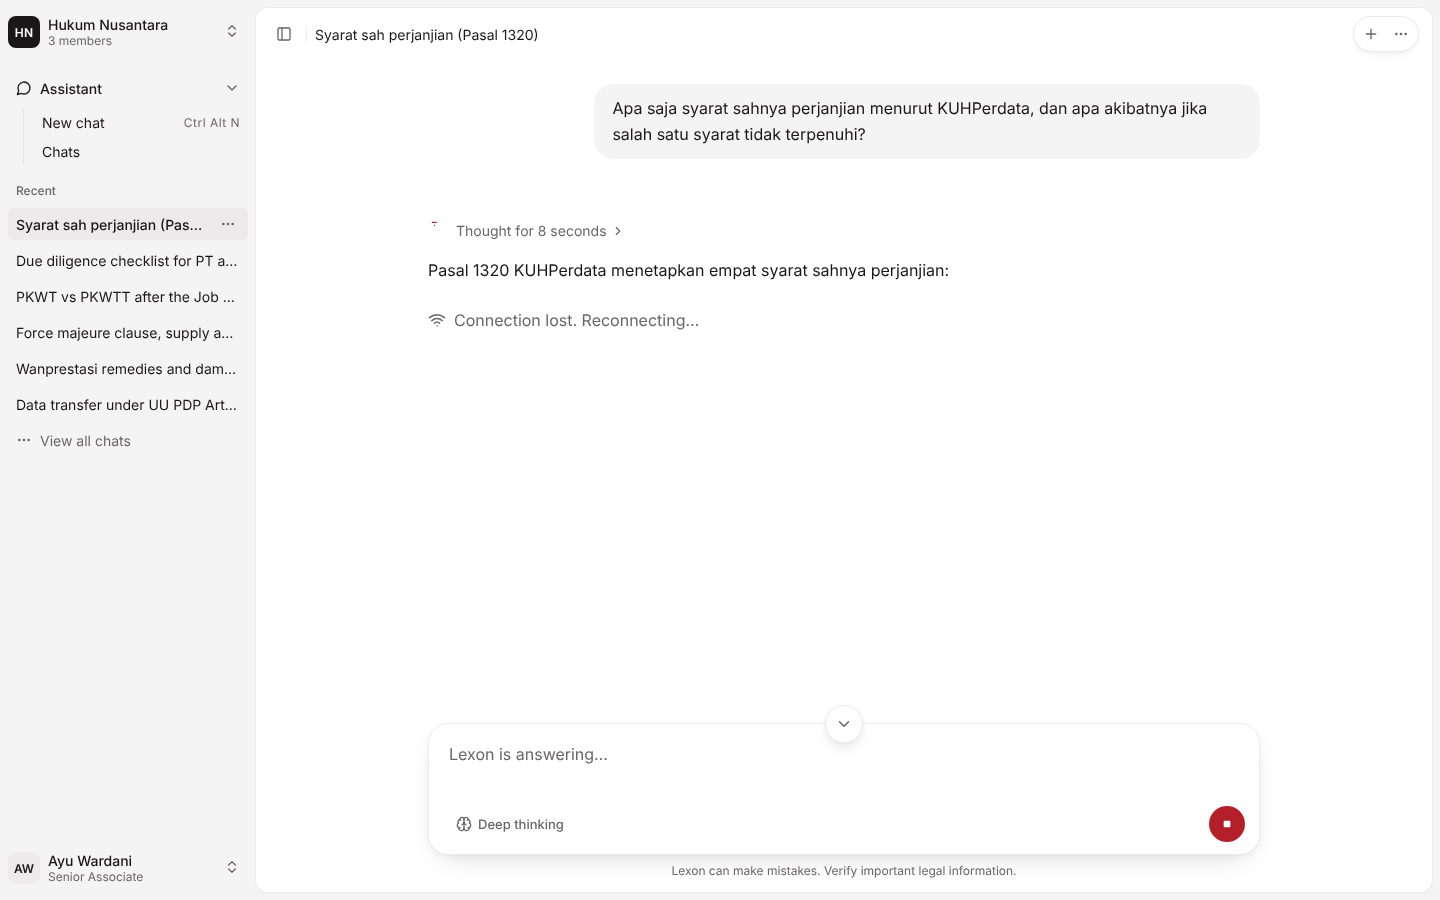 HN
Hukum Nusantara
3 members
Assistant
New chat Ctrl Alt N
Chats
Recent
Syarat sah perjanjian (Pas...
Due diligence checklist for PT a...
PKWT vs PKWTT after the Job ...
Force majeure clause, supply a...
Wanprestasi remedies and dam...
Data transfer under UU PDP Art...
View all chats
AW
Ayu Wardani
Senior Associate
Syarat sah perjanjian (Pasal 1320)
Apa saja syarat sahnya perjanjian menurut KUHPerdata, dan apa akibatnya jika
salah satu syarat tidak terpenuhi?
Thought for 8 seconds
Pasal 1320 KUHPerdata menetapkan empat syarat sahnya perjanjian:
Connection lost. Reconnecting...
Lexon is answering...
Deep thinking
Lexon can make mistakes. Verify important legal information.